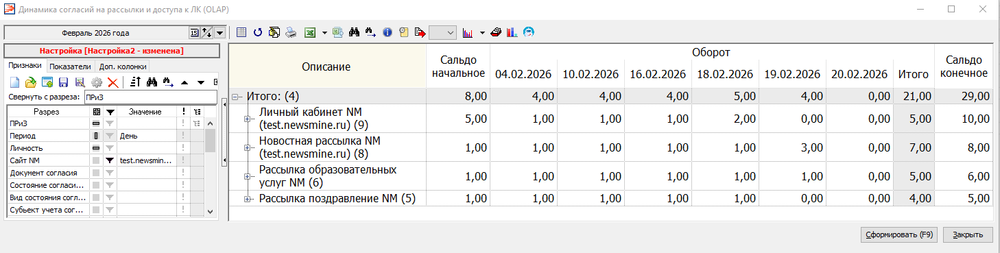 Динамика согласий на рассылки и доступа к ЛК (OLAP)
Февраль 2026 года
15
Настройка [Настройка2 - изменена]
Признаки Показатели Доп. колонки
Свернуть с разреза: ПРиЗ
Разрез Значение !
ПРиЗ
Период День
Личность
Сайт NM test.newsmin...
Документ согласия
Состояние согласи...
Вид состояния согл...
Субъект учета сог...
Описание Сальдо начальное Оборот Сальдо конечное
04.02.2026 10.02.2026 16.02.2026 18.02.2026 19.02.2026 20.02.2026 Итого
Итого: (4) 8,00 4,00 4,00 4,00 5,00 4,00 0,00 21,00 29,00
Личный кабинет NM
(test.newsmine.ru) (9) 5,00 1,00 1,00 1,00 2,00 0,00 0,00 5,00 10,00
Новостная рассылка NM
(test.newsmine.ru) (8) 1,00 1,00 1,00 1,00 1,00 3,00 0,00 7,00 8,00
Рассылка образовательных
услуг NM (6) 1,00 1,00 1,00 1,00 1,00 1,00 0,00 5,00 6,00
Рассылка поздравление NM (5) 1,00 1,00 1,00 1,00 1,00 0,00 0,00 4,00 5,00
Сформировать (F9) Закрыть